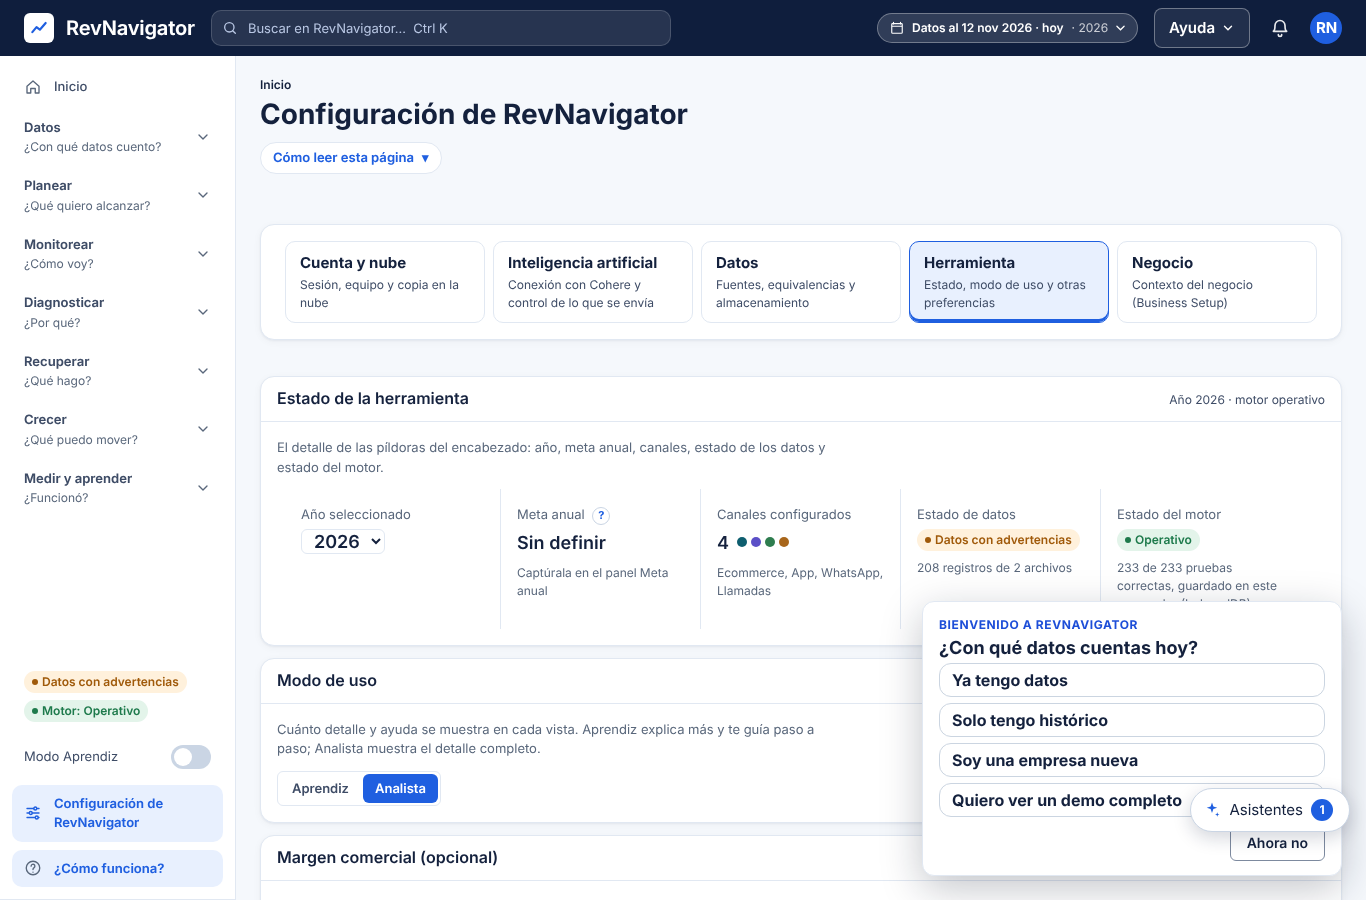 RevNavigator
Buscar en RevNavigator... Ctrl K
Datos al 12 nov 2026 · hoy · 2026
Ayuda
RN
Inicio
Datos
¿Con qué datos cuento?
Planear
¿Qué quiero alcanzar?
Monitorear
¿Cómo voy?
Diagnosticar
¿Por qué?
Recuperar
¿Qué hago?
Crecer
¿Qué puedo mover?
Medir y aprender
¿Funcionó?
Datos con advertencias
Motor: Operativo
Modo Aprendiz
Configuración de
RevNavigator
¿Cómo funciona?
Inicio
Configuración de RevNavigator
Cómo leer esta página ▼
Cuenta y nube
Sesión, equipo y copia en la
nube
Inteligencia artificial
Conexión con Cohere y
control de lo que se envía
Datos
Fuentes, equivalencias y
almacenamiento
Herramienta
Estado, modo de uso y otras
preferencias
Negocio
Contexto del negocio
(Business Setup)
Estado de la herramienta
Año 2026 · motor operativo
El detalle de las píldoras del encabezado: año, meta anual, canales, estado de los datos y
estado del motor.
Año seleccionado
2026
Meta anual ?
Sin definir
Captúrala en el panel Meta
anual
Canales configurados
4
Ecommerce, App, WhatsApp,
Llamadas
Estado de datos
Datos con advertencias
208 registros de 2 archivos
Estado del motor
Operativo
233 de 233 pruebas
correctas, guardado en este
Modo de uso
Cuánto detalle y ayuda se muestra en cada vista. Aprendiz explica más y te guía paso a
paso; Analista muestra el detalle completo.
Aprendiz
Analista
Margen comercial (opcional)
BIENVENIDO A REVNAVIGATOR
¿Con qué datos cuentas hoy?
Ya tengo datos
Solo tengo histórico
Soy una empresa nueva
Quiero ver un demo completo
Asistentes 1
Ahora no